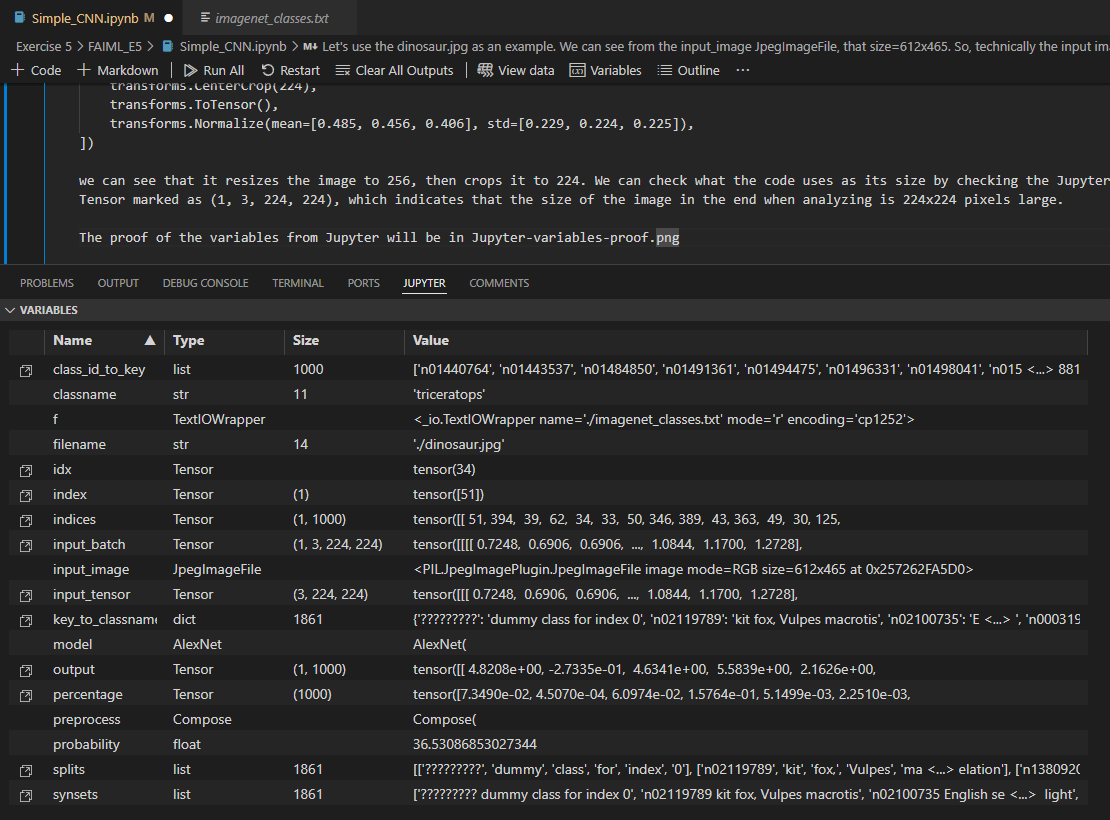 Simple_CNN.ipynb M
imagenet_classes.txt
Exercise 5 > FAIML_E5 > Simple_CNN.ipynb > M↓ Let's use the dinosaur.jpg as an example. We can see from the input_image JpegImageFile, that size=612x465. So, technically the input im
Code Markdown Run All Restart Clear All Outputs View data Variables Outline ...
transforms.CenterCrop(224),
transforms.ToTensor(),
transforms.Normalize(mean=[0.485, 0.456, 0.406], std=[0.229, 0.224, 0.225]),
])
we can see that it resizes the image to 256, then crops it to 224. We can check what the code uses as its size by checking the Jupyter
Tensor marked as (1, 3, 224, 224), which indicates that the size of the image in the end when analyzing is 224x224 pixels large.
The proof of the variables from Jupyter will be in Jupyter-variables-proof.png
PROBLEMS OUTPUT DEBUG CONSOLE TERMINAL PORTS JUPYTER COMMENTS
VARIABLES
Name Type Size Value
class_id_to_key list 1000 ['n01440764', 'n01443537', 'n01484850', 'n01491361', 'n01494475', 'n01496331', 'n01498041', 'n015 <...> 881
classname str 11 'triceratops'
f TextIOWrapper <_io.TextIOWrapper name='./imagenet_classes.txt' mode='r' encoding='cp1252'>
filename str 14 './dinosaur.jpg'
idx Tensor tensor(34)
index Tensor (1) tensor([51])
indices Tensor (1, 1000) tensor([[ 51, 394, 39, 62, 34, 33, 50, 346, 389, 43, 363, 49, 30, 125,
input_batch Tensor (1, 3, 224, 224) tensor([[[[ 0.7248, 0.6906, 0.6906, ..., 1.0844, 1.1700, 1.2728],
input_image JpegImageFile <PIL.JpegImagePlugin.JpegImageFile image mode=RGB size=612x465 at 0x257262FA5D0>
input_tensor Tensor (3, 224, 224) tensor([[[ 0.7248, 0.6906, 0.6906, ..., 1.0844, 1.1700, 1.2728],
key_to_classname dict 1861 {'?????????': 'dummy class for index 0', 'n02119789': 'kit fox, Vulpes macrotis', 'n02100735': 'E <...> ', 'n000319
model AlexNet AlexNet(
output Tensor (1, 1000) tensor([[ 4.8208e+00, -2.7335e-01, 4.6341e+00, 5.5839e+00, 2.1626e+00,
percentage Tensor (1000) tensor([7.3490e-02, 4.5070e-04, 6.0974e-02, 1.5764e-01, 5.1499e-03, 2.2510e-03,
preprocess Compose Compose(
probability float 36.53086853027344
splits list 1861 [['?????????', 'dummy', 'class', 'for', 'index', '0'], ['n02119789', 'kit', 'fox,', 'Vulpes', 'ma <...> elation'], ['n1380920
synsets list 1861 ['????????? dummy class for index 0', 'n02119789 kit fox, Vulpes macrotis', 'n02100735 English se <...> light',